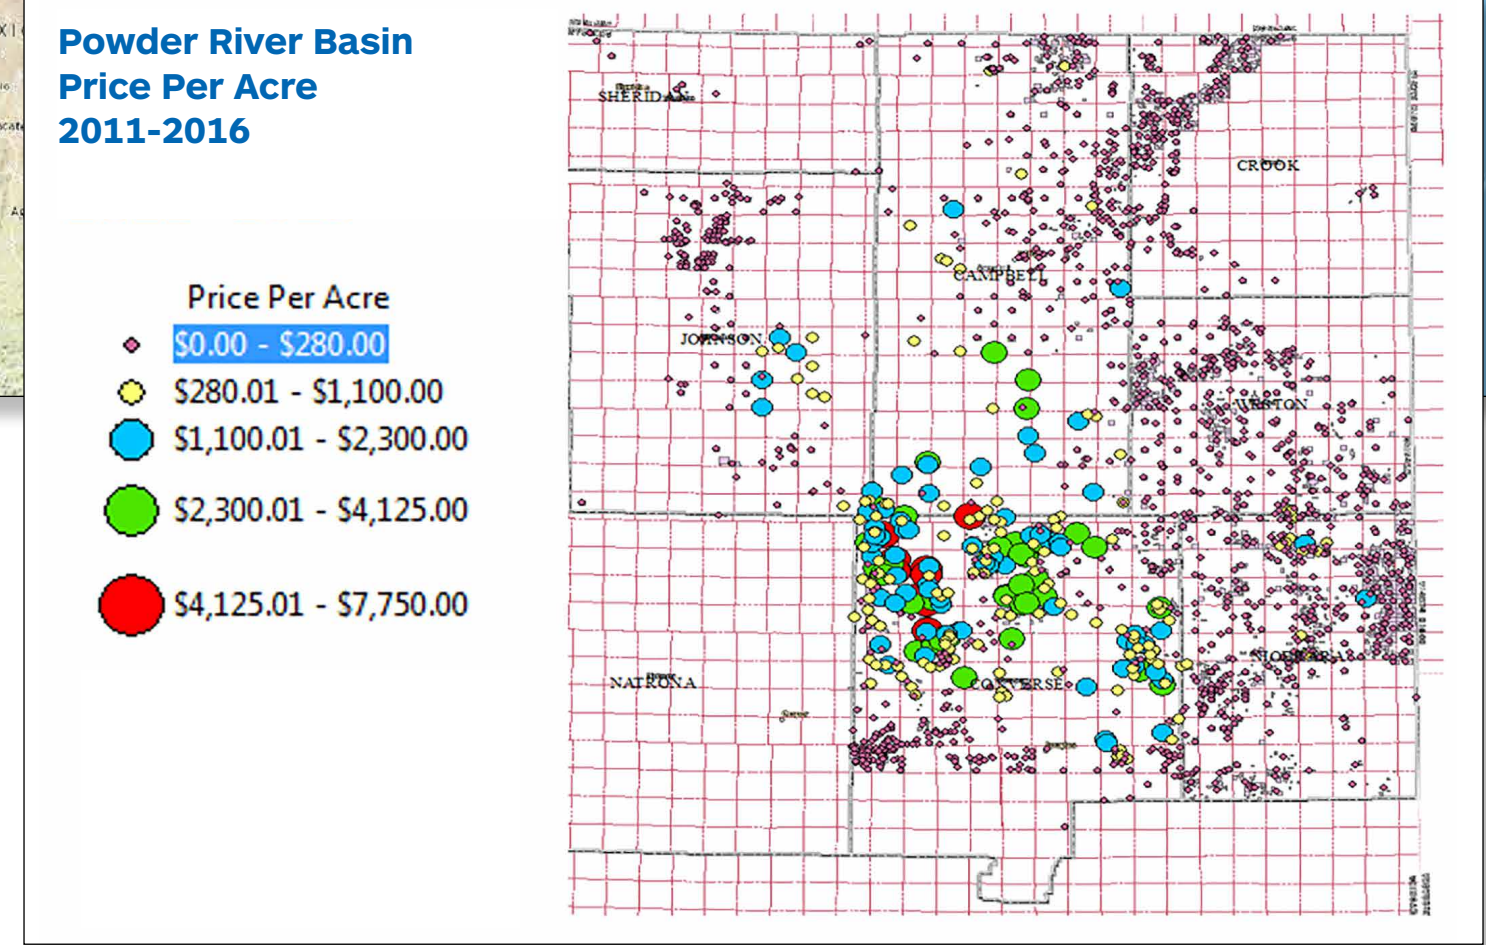 Powder River Basin
Price Per Acre
2011-2016
Price Per Acre
$0.00 - $280.00
$280.01 - $1,100.00
$1,100.01 - $2,300.00
$2,300.01 - $4,125.00
$4,125.01 - $7,750.00
SHERIDAN
CROOK
CAMPBELL
JOHNSON
WESTON
NIOBRARA
NATRONA
CONVERSE